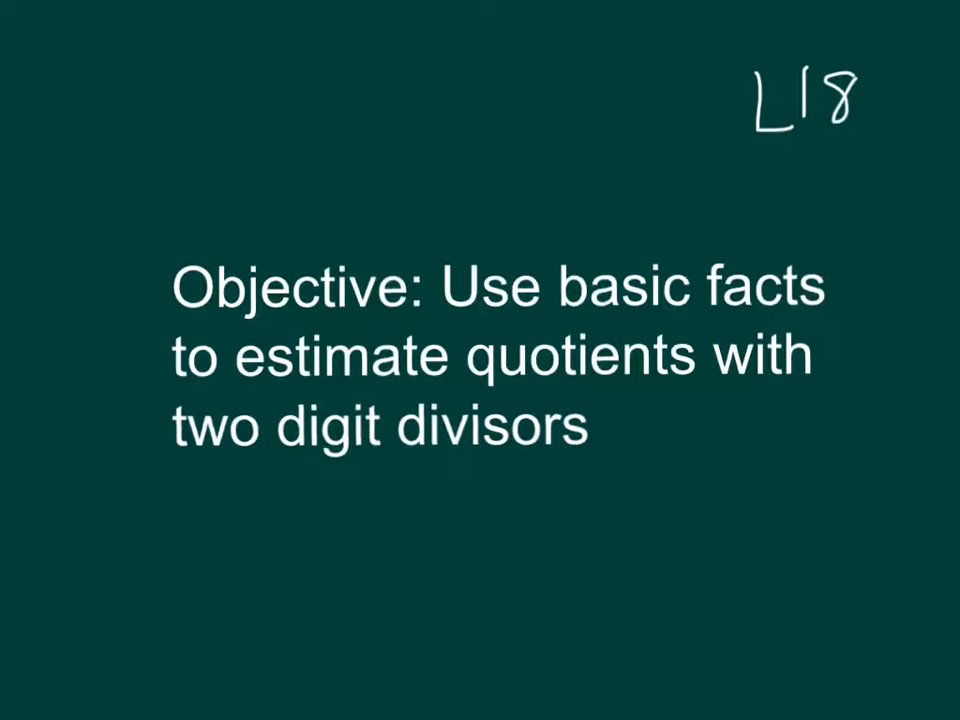 L18
Objective: Use basic facts
to estimate quotients with
two digit divisors